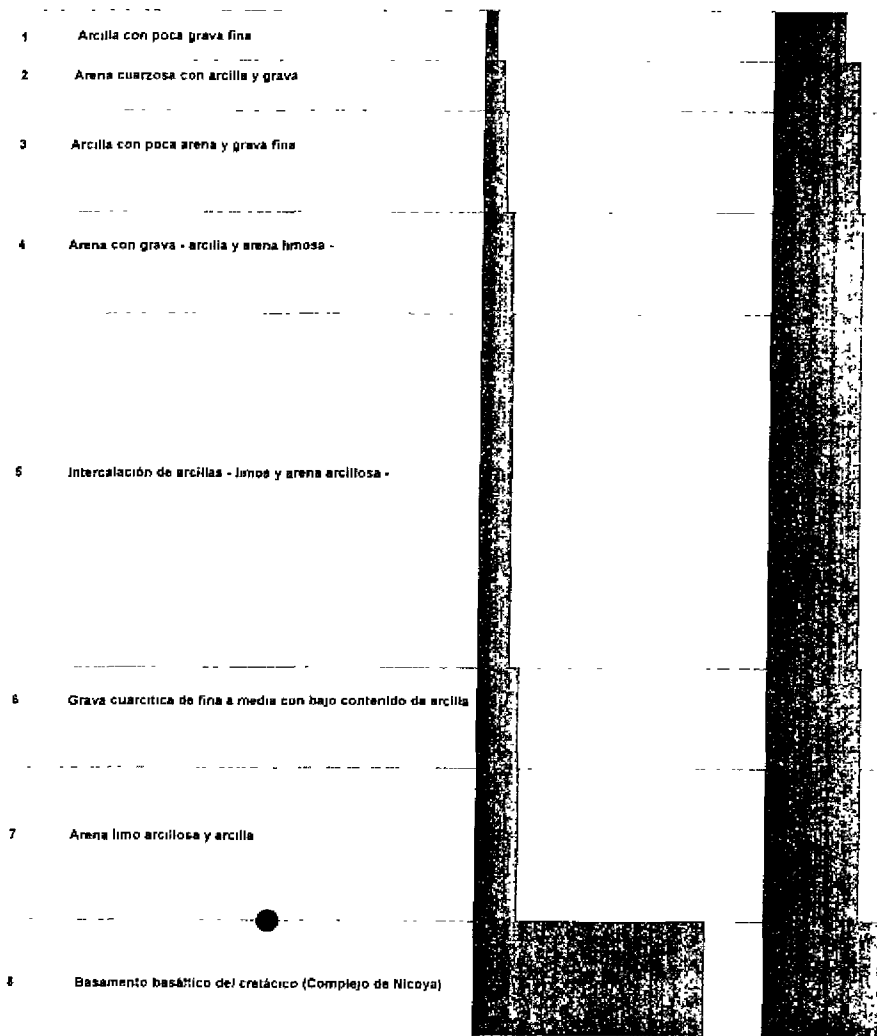 1 Arcilla con poca grava fina
2 Arena cuarzosa con arcilla y grava
3 Arcilla con poca arena y grava fina
4 Arena con grava - arcilla y arena limosa -
5 Intercalación de arcillas - limos y arena arcillosa -
6 Grava cuarcítica de fina a media con bajo contenido de arcilla
7 Arena limo arcillosa y arcilla
8 Basamento basáltico del cretácico (Complejo de Nicoya)